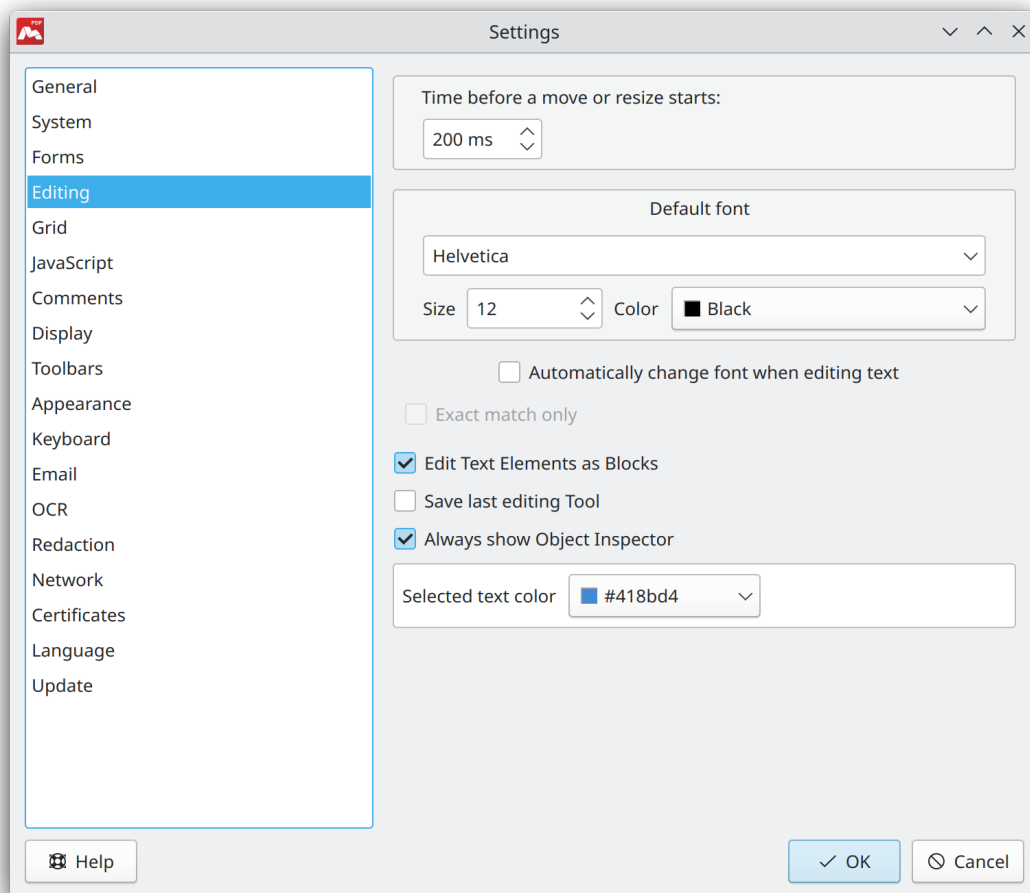 PDF
Settings
General
System
Forms
Editing
Grid
JavaScript
Comments
Display
Toolbars
Appearance
Keyboard
Email
OCR
Redaction
Network
Certificates
Language
Update
Time before a move or resize starts:
200 ms
Default font
Helvetica
Size 12 Color Black
Automatically change font when editing text
Exact match only
Edit Text Elements as Blocks
Save last editing Tool
Always show Object Inspector
Selected text color #418bd4
Help OK Cancel